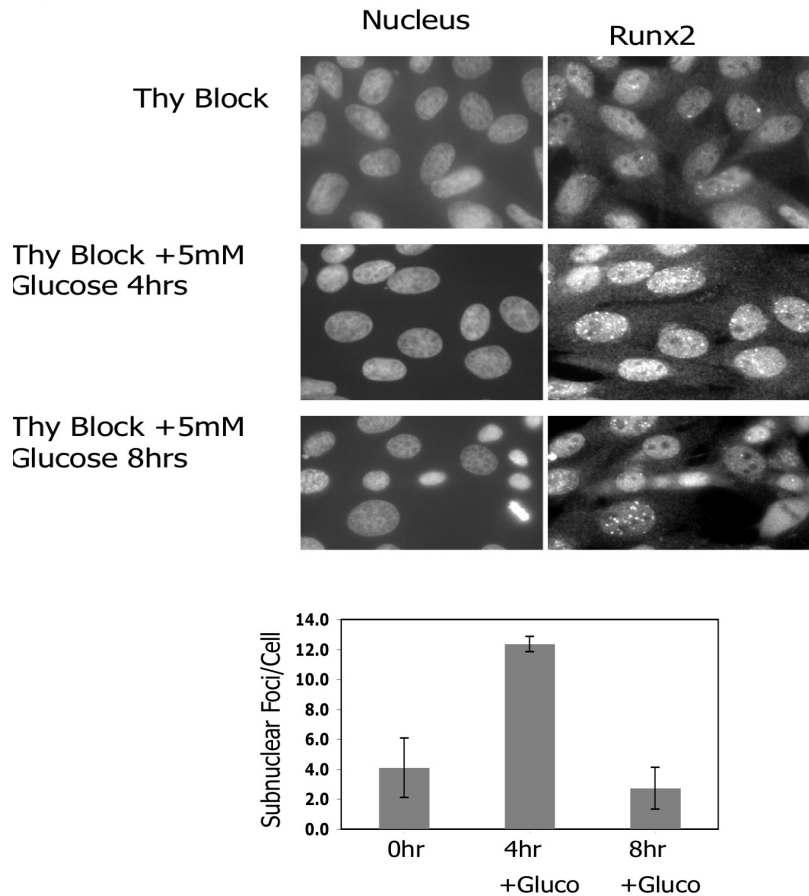 Nucleus
Runx2
Thy Block
Thy Block +5mM
Glucose 4hrs
Thy Block +5mM
Glucose 8hrs
Subnuclear Foci/Cell
14.0
12.0
10.0
8.0
6.0
4.0
2.0
0.0
0hr
4hr
8hr
+Gluco
+Gluco